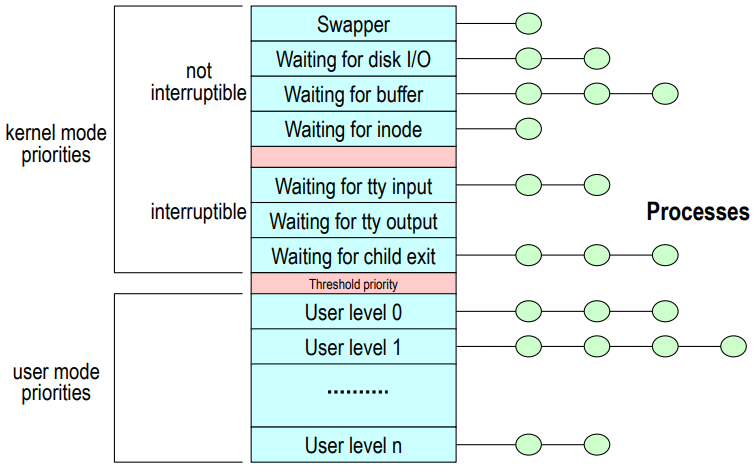 Swapper
Waiting for disk I/O
not
interruptible
Waiting for buffer
kernel mode
priorities
Waiting for inode
interruptible
Waiting for tty input
Waiting for tty output
Waiting for child exit
Processes
Threshold priority
User level 0
User level 1
user mode
priorities
..........
User level n